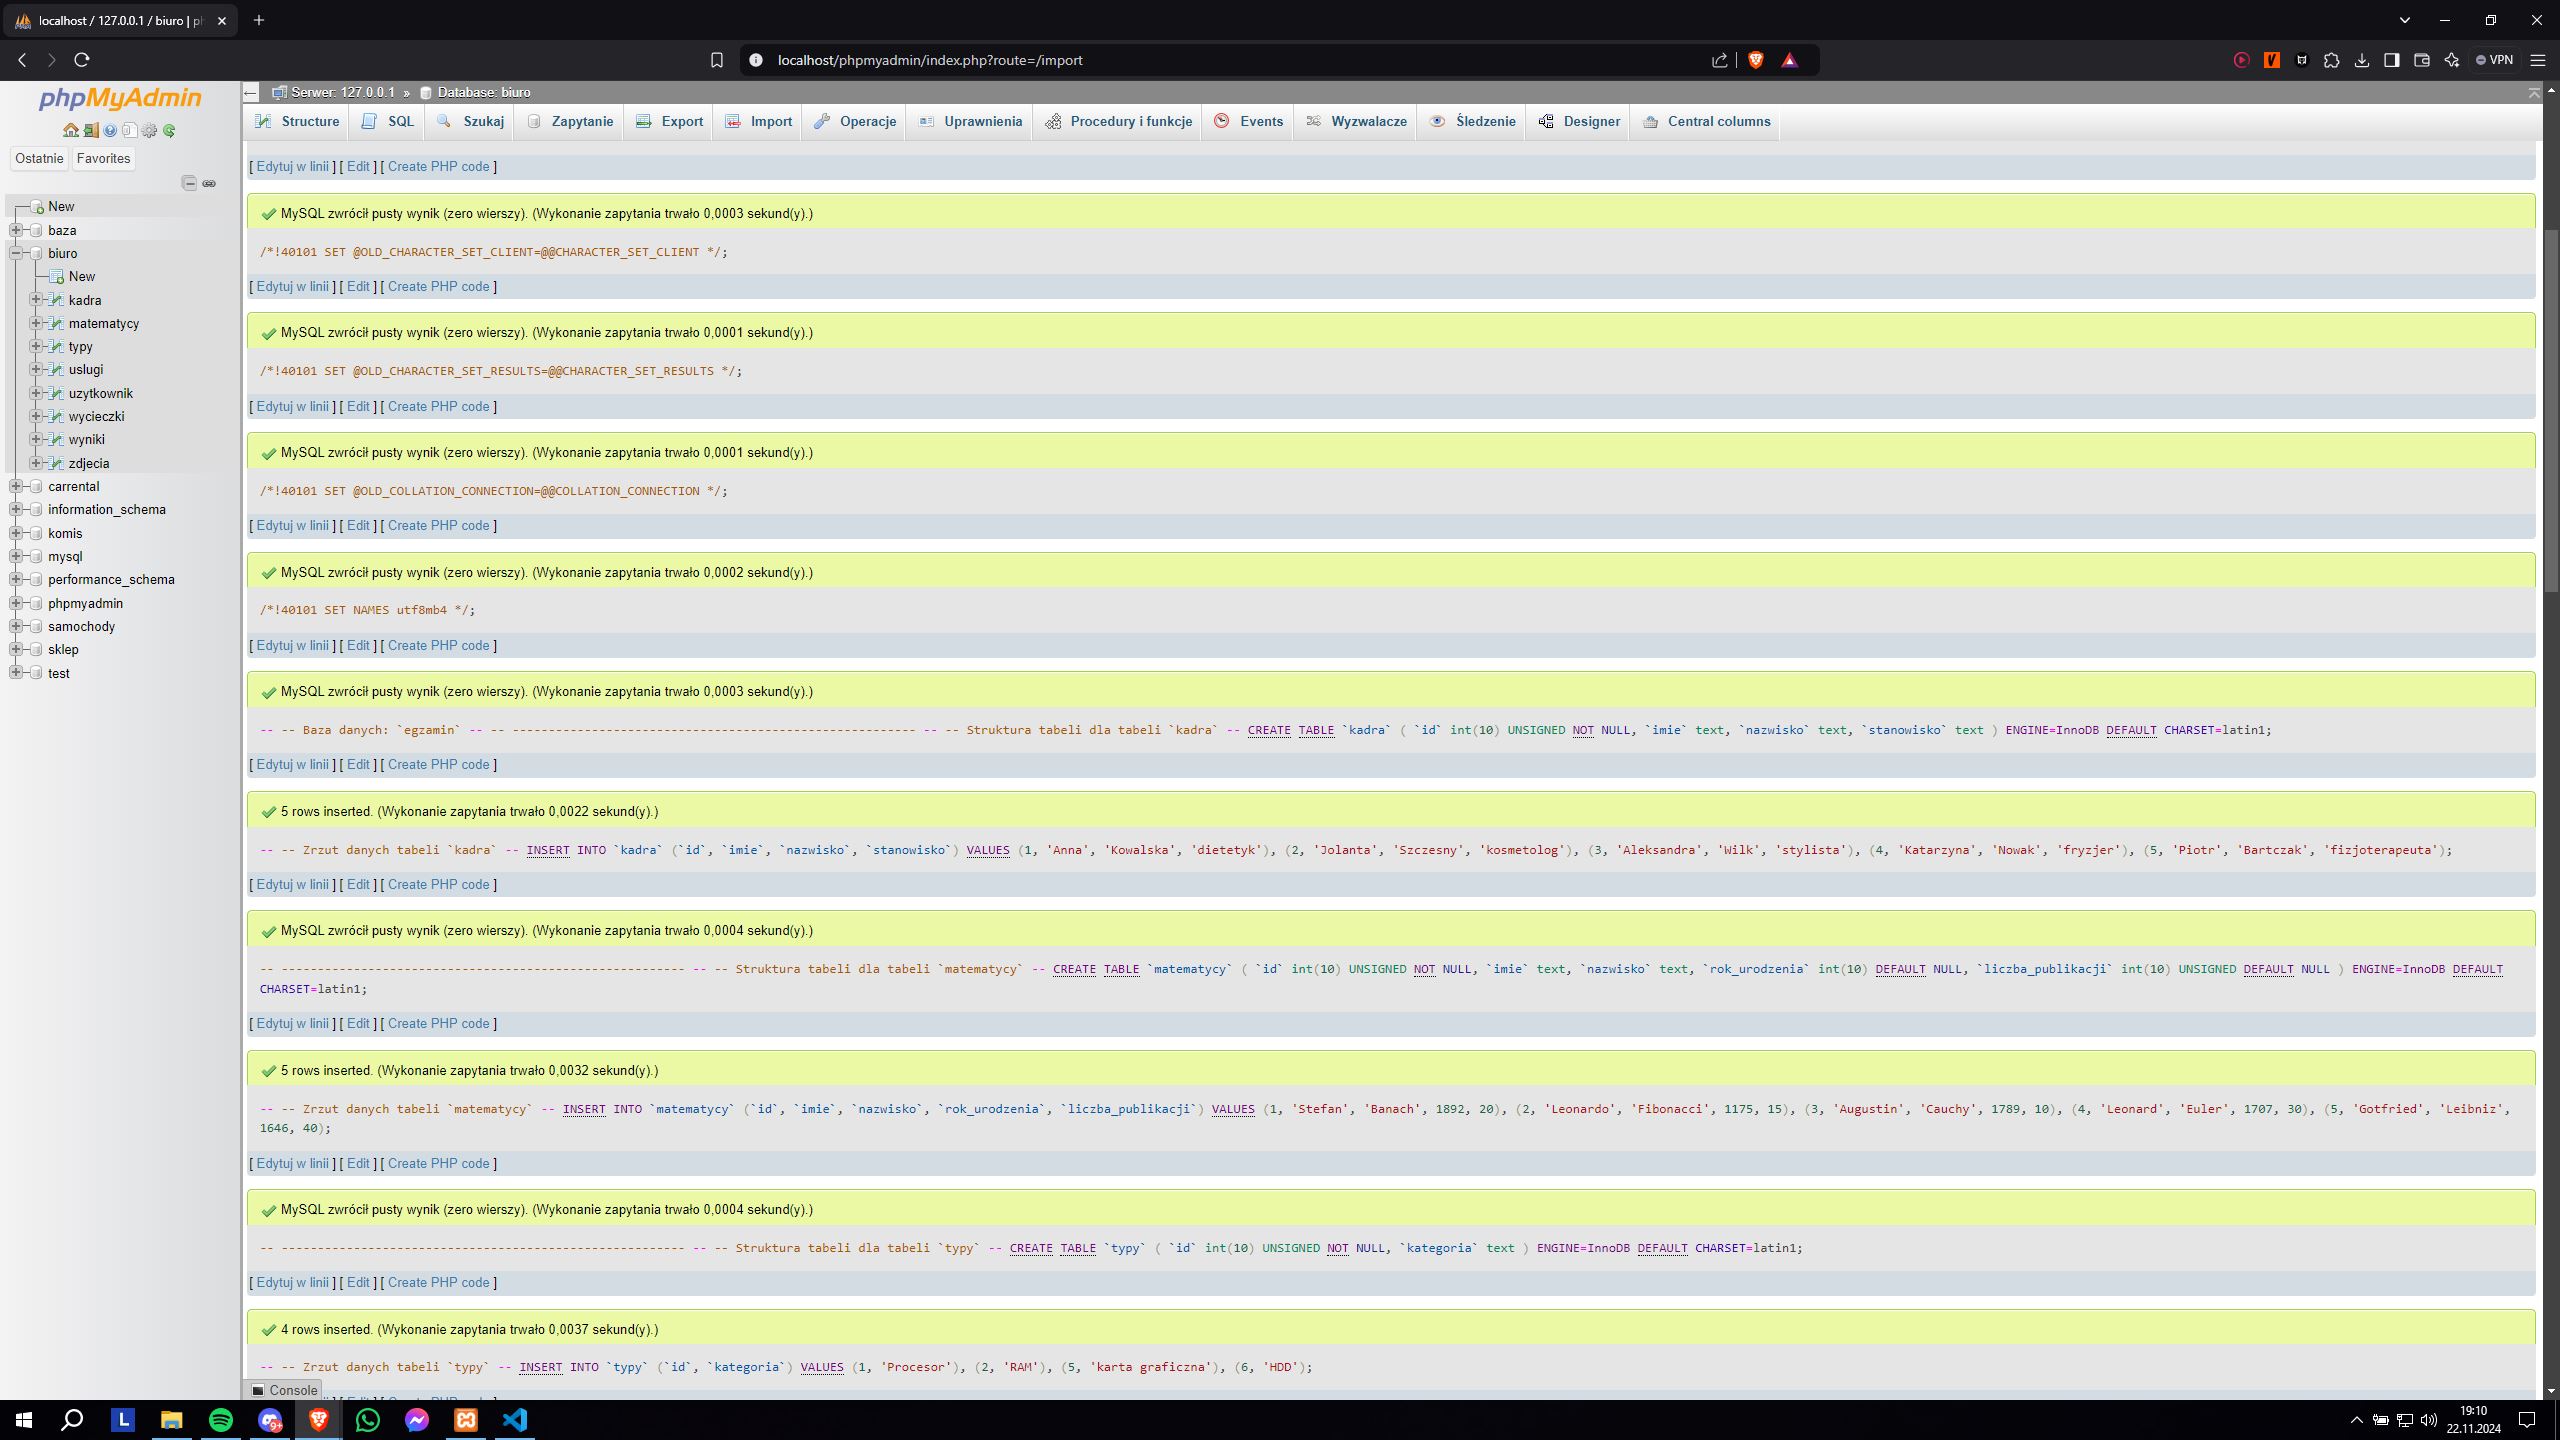 localhost / 127.0.0.1 / biuro | ph
localhost/phpmyadmin/index.php?route=/import
VPN
phpMyAdmin
Ostatnie
Favorites
New
baza
biuro
New
kadra
matematycy
typy
uslugi
uzytkownik
wycieczki
wyniki
zdjecia
carrental
information_schema
komis
mysql
performance_schema
phpmyadmin
samochody
sklep
test
Serwer: 127.0.0.1 » Database: biuro
Structure SQL Szukaj Zapytanie Export Import Operacje Uprawnienia Procedury i funkcje Events Wyzwalacze Śledzenie Designer Central columns
[ Edytuj w linii ] [ Edit ] [ Create PHP code ]
MySQL zwrócił pusty wynik (zero wierszy). (Wykonanie zapytania trwało 0,0003 sekund(y).)
/*!40101 SET @OLD_CHARACTER_SET_CLIENT=@@CHARACTER_SET_CLIENT */;
[ Edytuj w linii ] [ Edit ] [ Create PHP code ]
MySQL zwrócił pusty wynik (zero wierszy). (Wykonanie zapytania trwało 0,0001 sekund(y).)
/*!40101 SET @OLD_CHARACTER_SET_RESULTS=@@CHARACTER_SET_RESULTS */;
[ Edytuj w linii ] [ Edit ] [ Create PHP code ]
MySQL zwrócił pusty wynik (zero wierszy). (Wykonanie zapytania trwało 0,0001 sekund(y).)
/*!40101 SET @OLD_COLLATION_CONNECTION=@@COLLATION_CONNECTION */;
[ Edytuj w linii ] [ Edit ] [ Create PHP code ]
MySQL zwrócił pusty wynik (zero wierszy). (Wykonanie zapytania trwało 0,0002 sekund(y).)
/*!40101 SET NAMES utf8mb4 */;
[ Edytuj w linii ] [ Edit ] [ Create PHP code ]
MySQL zwrócił pusty wynik (zero wierszy). (Wykonanie zapytania trwało 0,0003 sekund(y).)
-- -- Baza danych: `egzamin` -- -- -------------------------------------------------------- -- -- Struktura tabeli dla tabeli `kadra` -- CREATE TABLE `kadra` ( `id` int(10) UNSIGNED NOT NULL, `imie` text, `nazwisko` text, `stanowisko` text ) ENGINE=InnoDB DEFAULT CHARSET=latin1;
[ Edytuj w linii ] [ Edit ] [ Create PHP code ]
5 rows inserted. (Wykonanie zapytania trwało 0,0022 sekund(y).)
-- -- Zrzut danych tabeli `kadra` -- INSERT INTO `kadra` (`id`, `imie`, `nazwisko`, `stanowisko`) VALUES (1, 'Anna', 'Kowalska', 'dietetyk'), (2, 'Jolanta', 'Szczesny', 'kosmetolog'), (3, 'Aleksandra', 'Wilk', 'stylista'), (4, 'Katarzyna', 'Nowak', 'fryzjer'), (5, 'Piotr', 'Bartczak', 'fizjoterapeuta');
[ Edytuj w linii ] [ Edit ] [ Create PHP code ]
MySQL zwrócił pusty wynik (zero wierszy). (Wykonanie zapytania trwało 0,0004 sekund(y).)
-- -------------------------------------------------------- -- -- Struktura tabeli dla tabeli `matematycy` -- CREATE TABLE `matematycy` ( `id` int(10) UNSIGNED NOT NULL, `imie` text, `nazwisko` text, `rok_urodzenia` int(10) DEFAULT NULL, `liczba_publikacji` int(10) UNSIGNED DEFAULT NULL ) ENGINE=InnoDB DEFAULT
CHARSET=latin1;
[ Edytuj w linii ] [ Edit ] [ Create PHP code ]
5 rows inserted. (Wykonanie zapytania trwało 0,0032 sekund(y).)
-- -- Zrzut danych tabeli `matematycy` -- INSERT INTO `matematycy` (`id`, `imie`, `nazwisko`, `rok_urodzenia`, `liczba_publikacji`) VALUES (1, 'Stefan', 'Banach', 1892, 20), (2, 'Leonardo', 'Fibonacci', 1175, 15), (3, 'Augustin', 'Cauchy', 1789, 10), (4, 'Leonard', 'Euler', 1707, 30), (5, 'Gotfried', 'Leibniz',
1646, 40);
[ Edytuj w linii ] [ Edit ] [ Create PHP code ]
MySQL zwrócił pusty wynik (zero wierszy). (Wykonanie zapytania trwało 0,0004 sekund(y).)
-- -------------------------------------------------------- -- -- Struktura tabeli dla tabeli `typy` -- CREATE TABLE `typy` ( `id` int(10) UNSIGNED NOT NULL, `kategoria` text ) ENGINE=InnoDB DEFAULT CHARSET=latin1;
[ Edytuj w linii ] [ Edit ] [ Create PHP code ]
4 rows inserted. (Wykonanie zapytania trwało 0,0037 sekund(y).)
-- -- Zrzut danych tabeli `typy` -- INSERT INTO `typy` (`id`, `kategoria`) VALUES (1, 'Procesor'), (2, 'RAM'), (5, 'karta graficzna'), (6, 'HDD');
Console
L
9+
19:10
22.11.2024